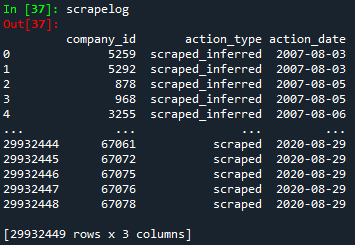 In [37]: scrapelog
Out[37]:
company_id action_type action_date
0 5259 scraped_inferred 2007-08-03
1 5292 scraped_inferred 2007-08-03
2 878 scraped_inferred 2007-08-05
3 968 scraped_inferred 2007-08-05
4 3255 scraped_inferred 2007-08-06
... ... ... ...
29932444 67061 scraped 2020-08-29
29932445 67072 scraped 2020-08-29
29932446 67075 scraped 2020-08-29
29932447 67076 scraped 2020-08-29
29932448 67078 scraped 2020-08-29
[29932449 rows x 3 columns]